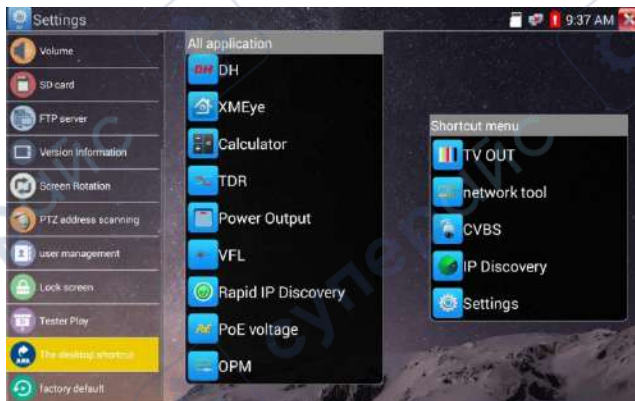 Settings
9:37 AM
Volume
SD card
FTP server
Version Information
Screen Rotation
PTZ address scanning
user management
Lock screen
Tester Play
The desktop shortcut
factory default
All application
DH DH
XMEye
Calculator
TDR
Power Output
VFL
Rapid IP Discovery
PoE PoE voltage
OPM
Shortcut menu
TV OUT
network tool
CVBS
IP Discovery
Settings